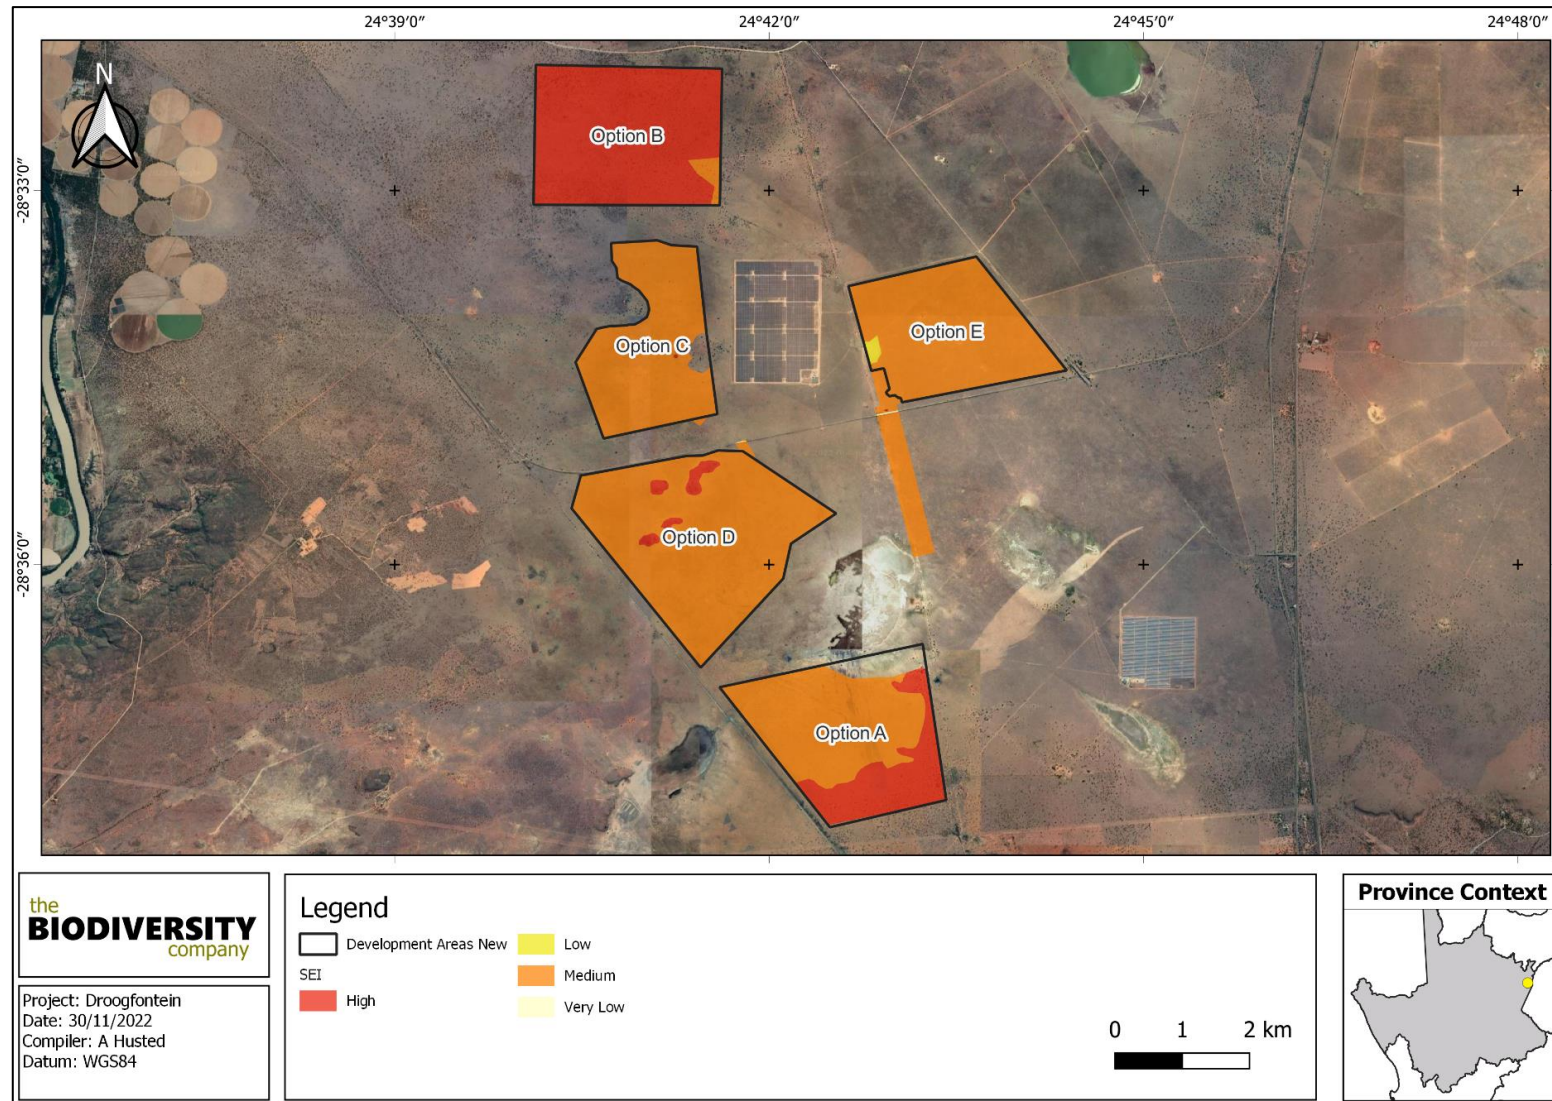 24°39′0″ 24°42′0″ 24°45′0″ 24°48′0″
N
-28°33′0″
-28°36′0″
Option B
Option C
Option E
Option D
Option A
the
BIODIVERSITY
company
Project: Droogfontein
Date: 30/11/2022
Compiler: A Husted
Datum: WGS84
Legend
Development Areas New
SEI
High
Low
Medium
Very Low
0 1 2 km
Province Context